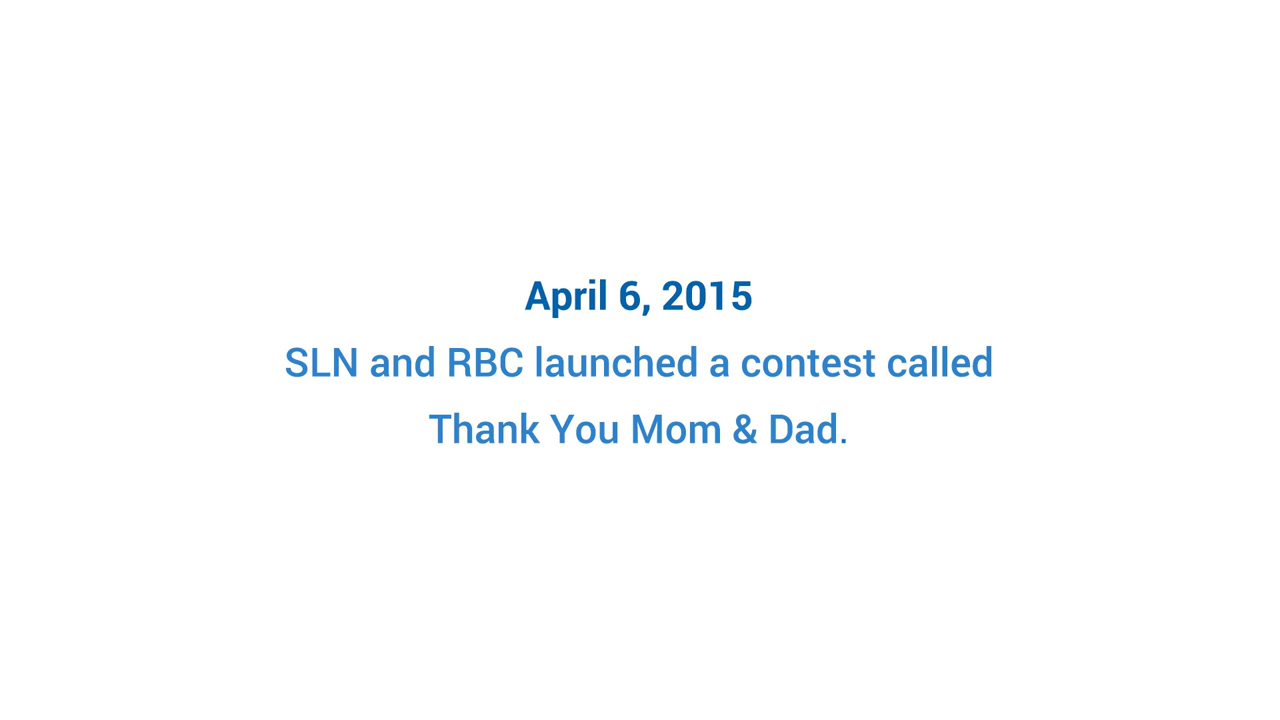 April 6, 2015
SLN and RBC launched a contest called
Thank You Mom & Dad.